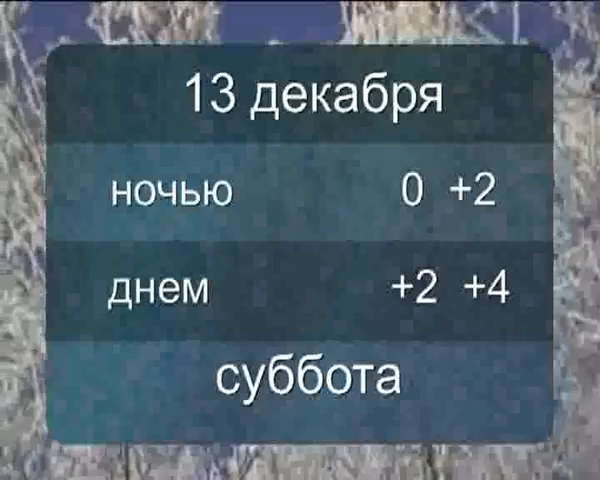 13 декабря
ночью 0 +2
днем +2 +4
суббота